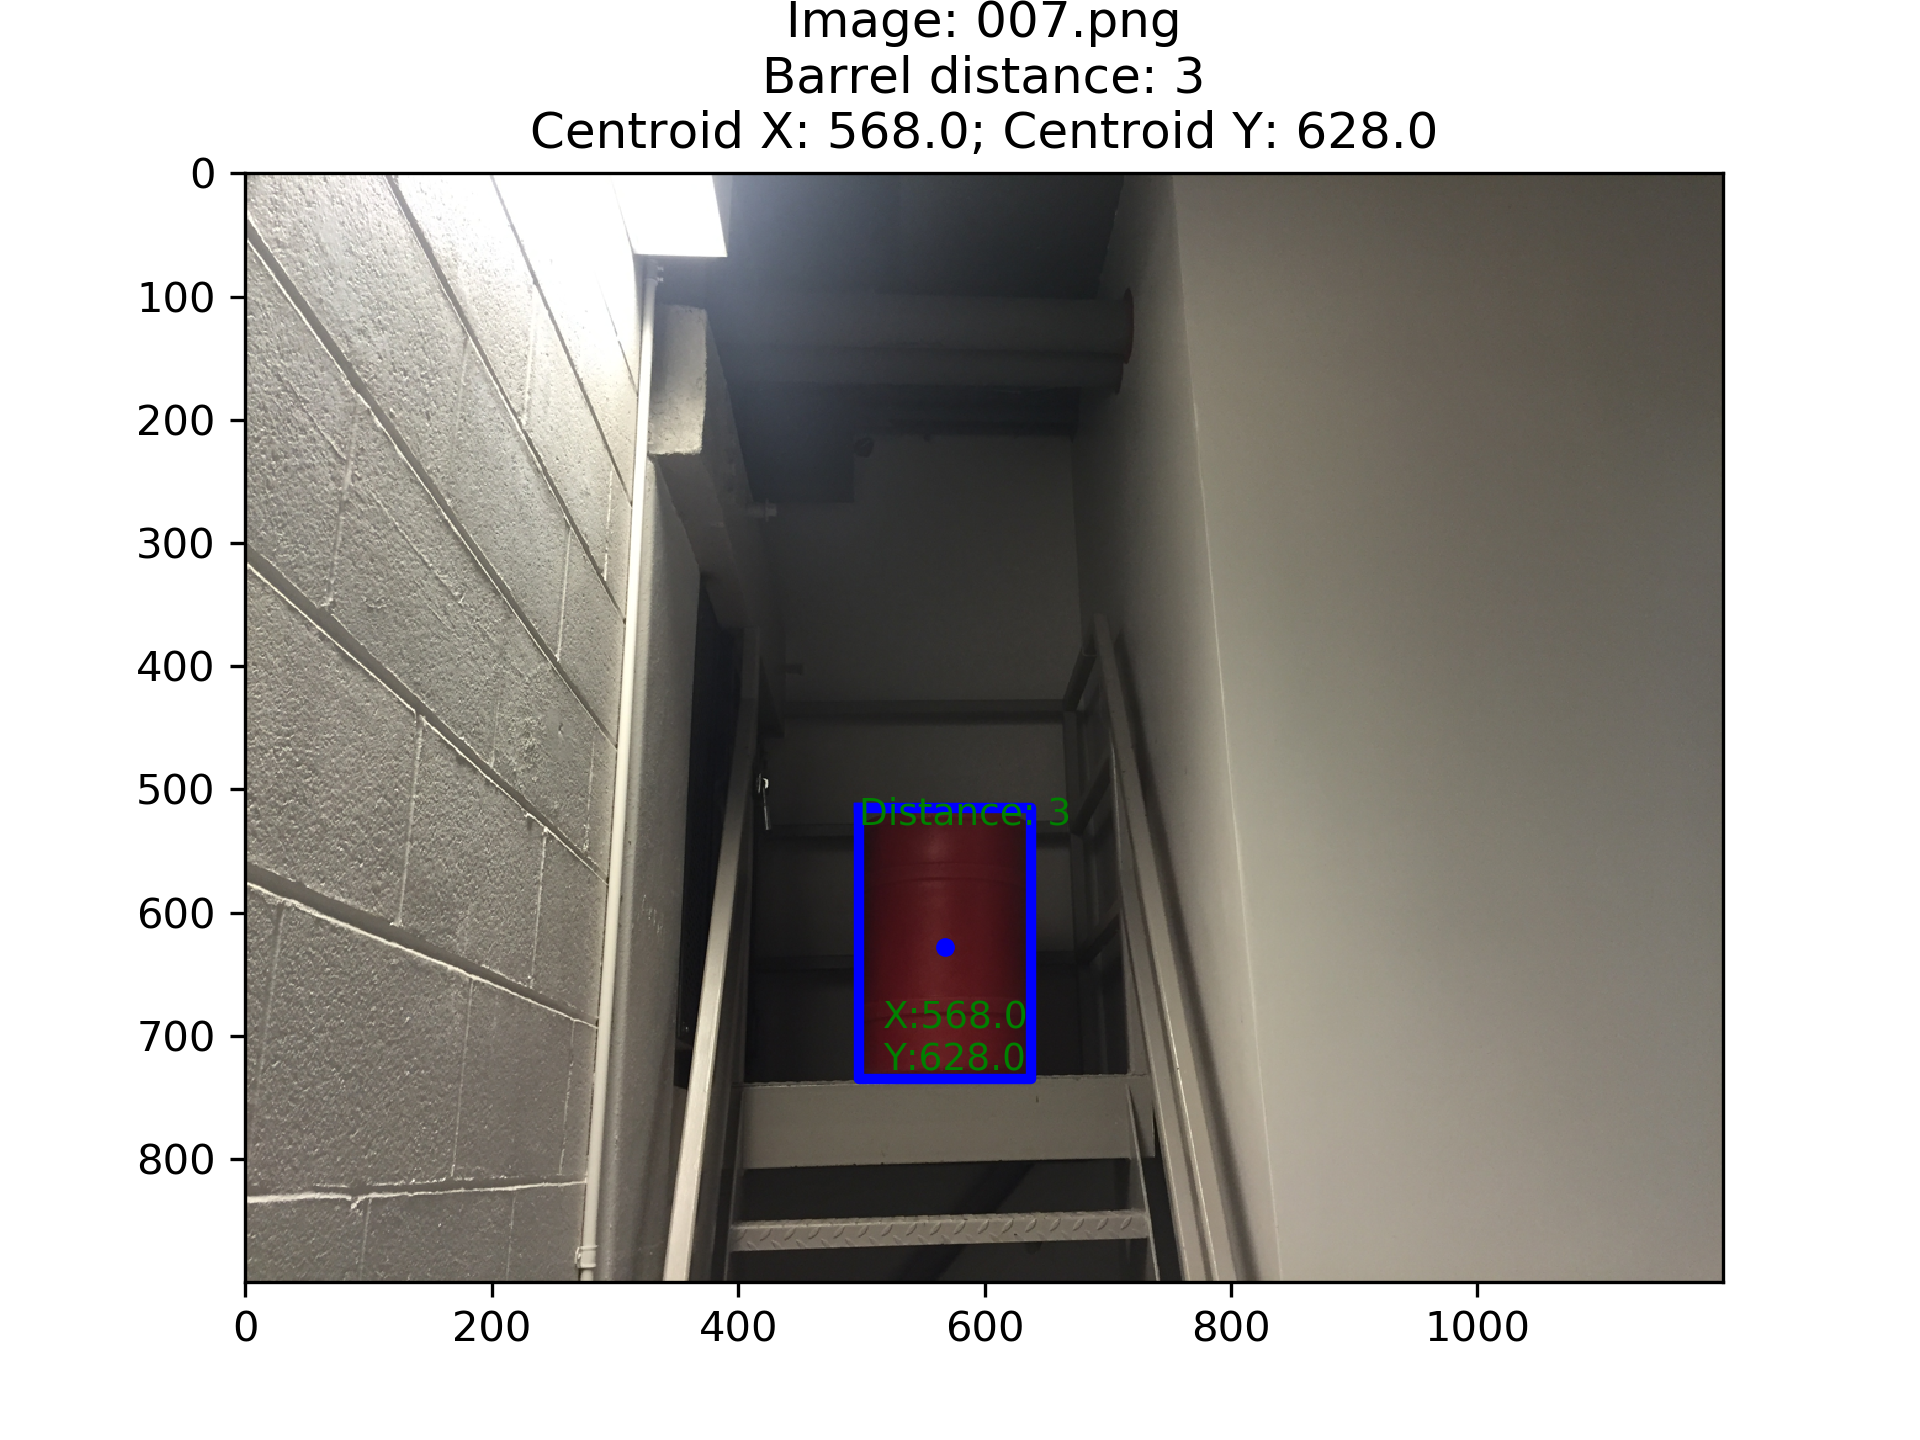 Image: 007.png
Barrel distance: 3
Centroid X: 568.0; Centroid Y: 628.0
0
100
200
300
400
500
600
700
800
Distance: 3
X:568.0
Y:628.0
0 200 400 600 800 1000